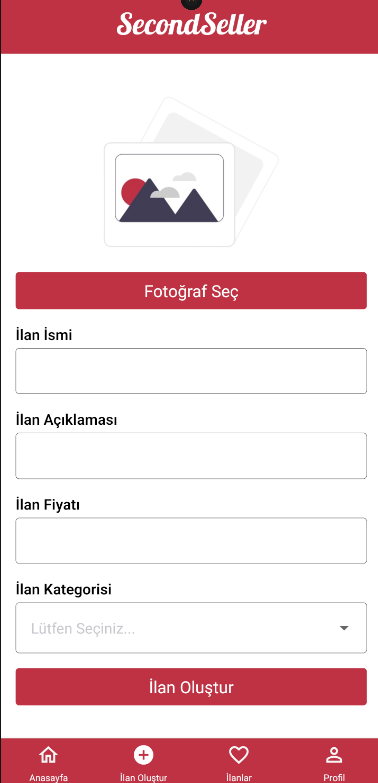 SecondSeller
Fotoğraf Seç
İlan İsmi
İlan Açıklaması
İlan Fiyatı
İlan Kategorisi
Lütfen Seçiniz...
İlan Oluştur
Anasayfa
İlan Oluştur
İlanlar
Profil